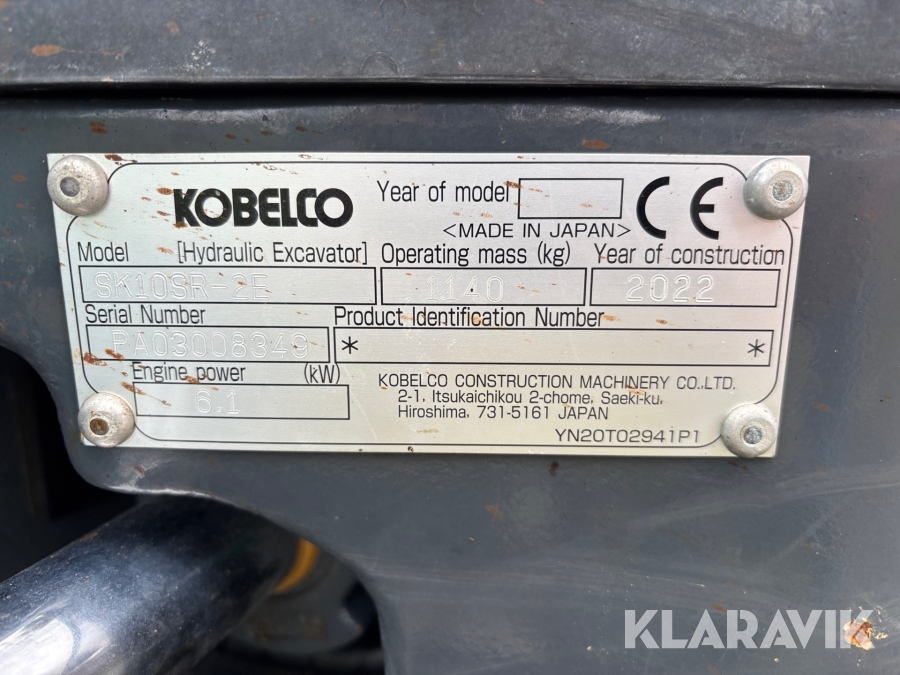 KOBELCO
Year of model
<MADE IN JAPAN>
CE
Model [Hydraulic Excavator] Operating mass (kg) Year of construction
SK10SR-2E 1140 2022
Serial Number Product Identification Number
PA03008349 * *
Engine power (kW)
6.1
KOBELCO CONSTRUCTION MACHINERY CO.,LTD.
2-1, Itsukaichikou 2-chome, Saeki-ku,
Hiroshima, 731-5161 JAPAN
YN20T02941P1
KLARAVIK